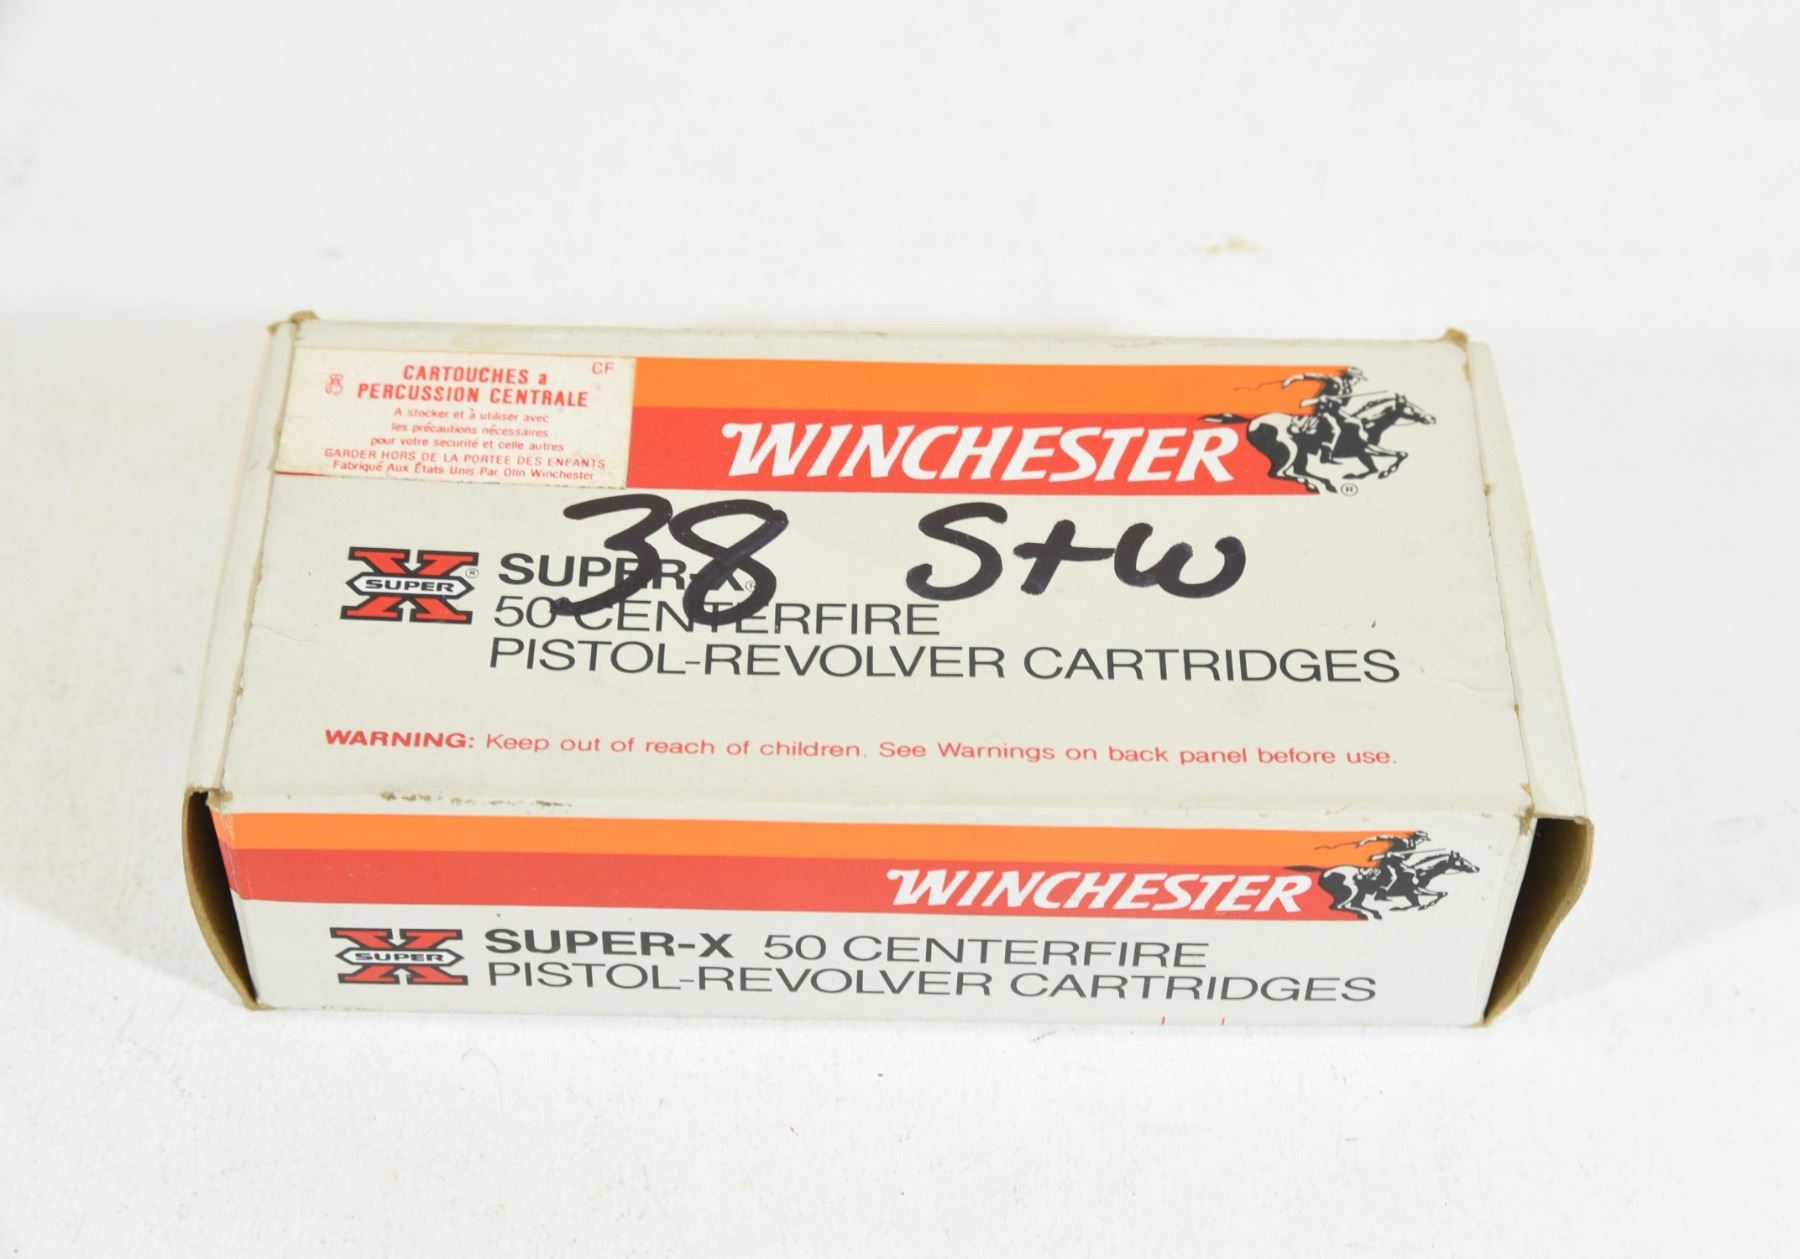 CARTOUCHES a CF
PERCUSSION CENTRALE
A stocker et à utiliser avec
les précautions nécessaires
pour votre securité et celle autres
GARDER HORS DE LA PORTEE DES ENFANTS
Fabriqué Aux États Unis Par Olin Winchester
WINCHESTER ®
38 S+W
X SUPER ®
SUPER-X®
50 CENTERFIRE
PISTOL-REVOLVER CARTRIDGES
WARNING: Keep out of reach of children. See Warnings on back panel before use.
WINCHESTER
X SUPER
SUPER-X 50 CENTERFIRE
PISTOL-REVOLVER CARTRIDGES